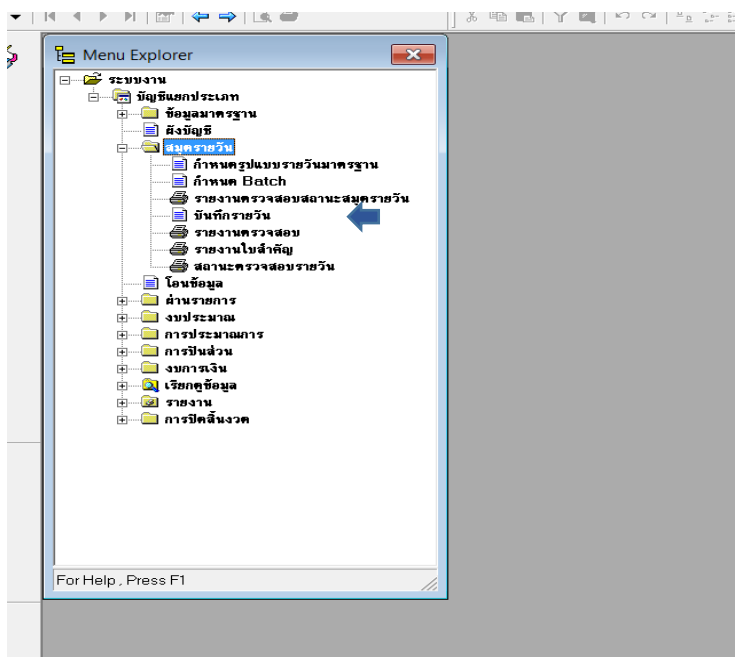 Menu Explorer
ระบบงาน
บัญชีแยกประเภท
ข้อมูลมาตรฐาน
ผังบัญชี
สมุดรายวัน
กำหนดรูปแบบรายวันมาตรฐาน
กำหนด Batch
รายงานตรวจสอบสถานะสมุดรายวัน
บันทึกรายวัน
รายงานตรวจสอบ
รายงานใบสำคัญ
สถานะตรวจสอบรายวัน
โอนข้อมูล
ผ่านรายการ
งบประมาณ
การประมาณการ
การปันส่วน
งบการเงิน
เรียกดูข้อมูล
รายงาน
การปิดสิ้นงวด
For Help , Press F1